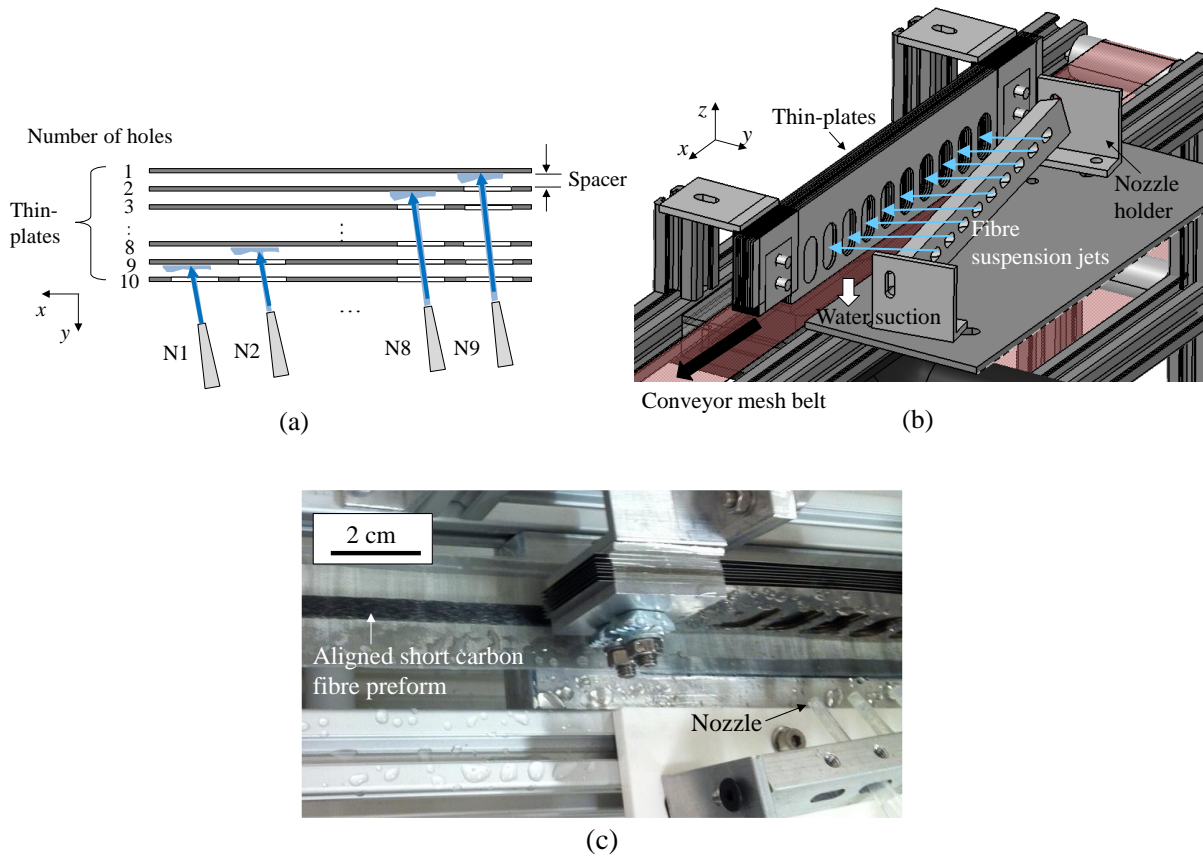 Number of holes
Thin-
plates
1
2
3
:
8
9
10
Spacer
x
y
N1
N2
...
N8
N9
(a)
z
y
x
Thin-plates
Nozzle
holder
Fibre
suspension jets
Water suction
Conveyor mesh belt
(b)
2 cm
Aligned short carbon
fibre preform
Nozzle
(c)